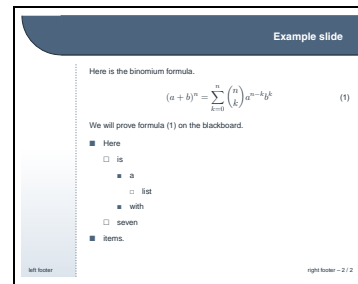 Example slide
Here is the binomium formula.
(a + b)^n = \sum_{k=0}^{n} \binom{n}{k} a^{n-k} b^k (1)
We will prove formula (1) on the blackboard.
Here
is
a
list
with
seven
items.
left footer right footer – 2 / 2